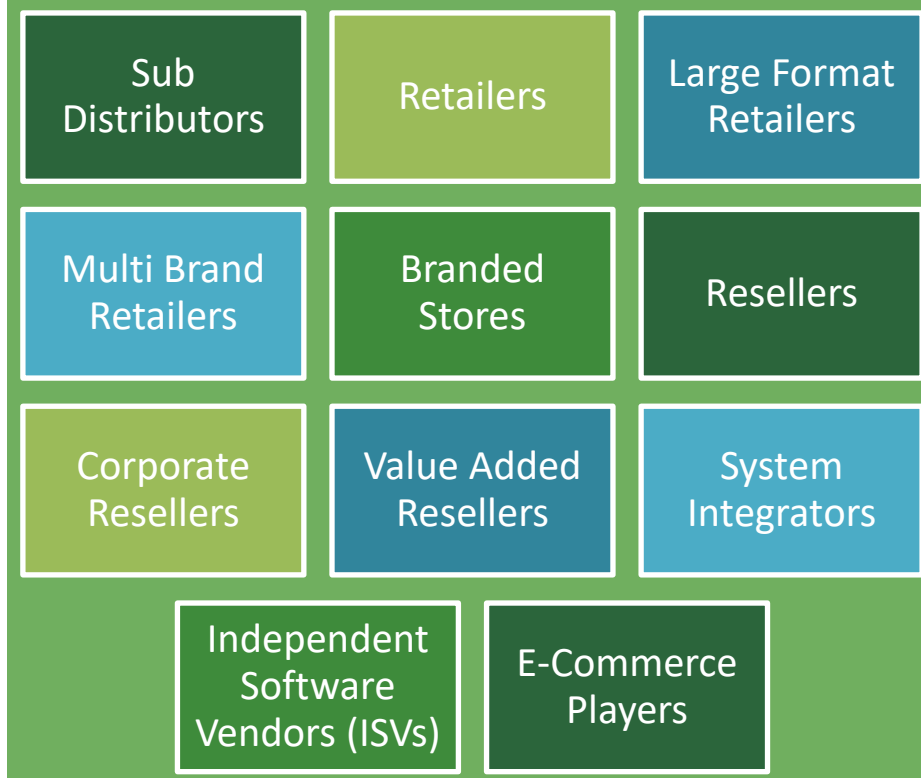 Sub
Distributors
Retailers
Large Format
Retailers
Multi Brand
Retailers
Branded
Stores
Resellers
Corporate
Resellers
Value Added
Resellers
System
Integrators
Independent
Software
Vendors (ISVs)
E-Commerce
Players